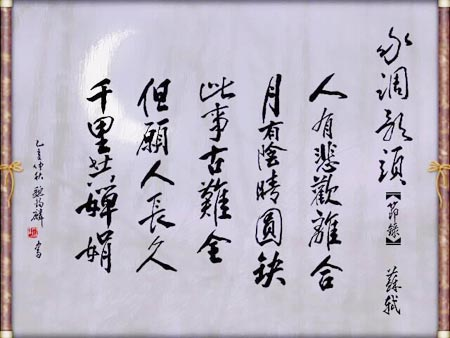 水調歌頭【節錄】 蘇軾
人有悲歡離合
月有陰晴圓缺
此事古難全
但願人長久
千里共嬋娟
乙亥仲秋 書